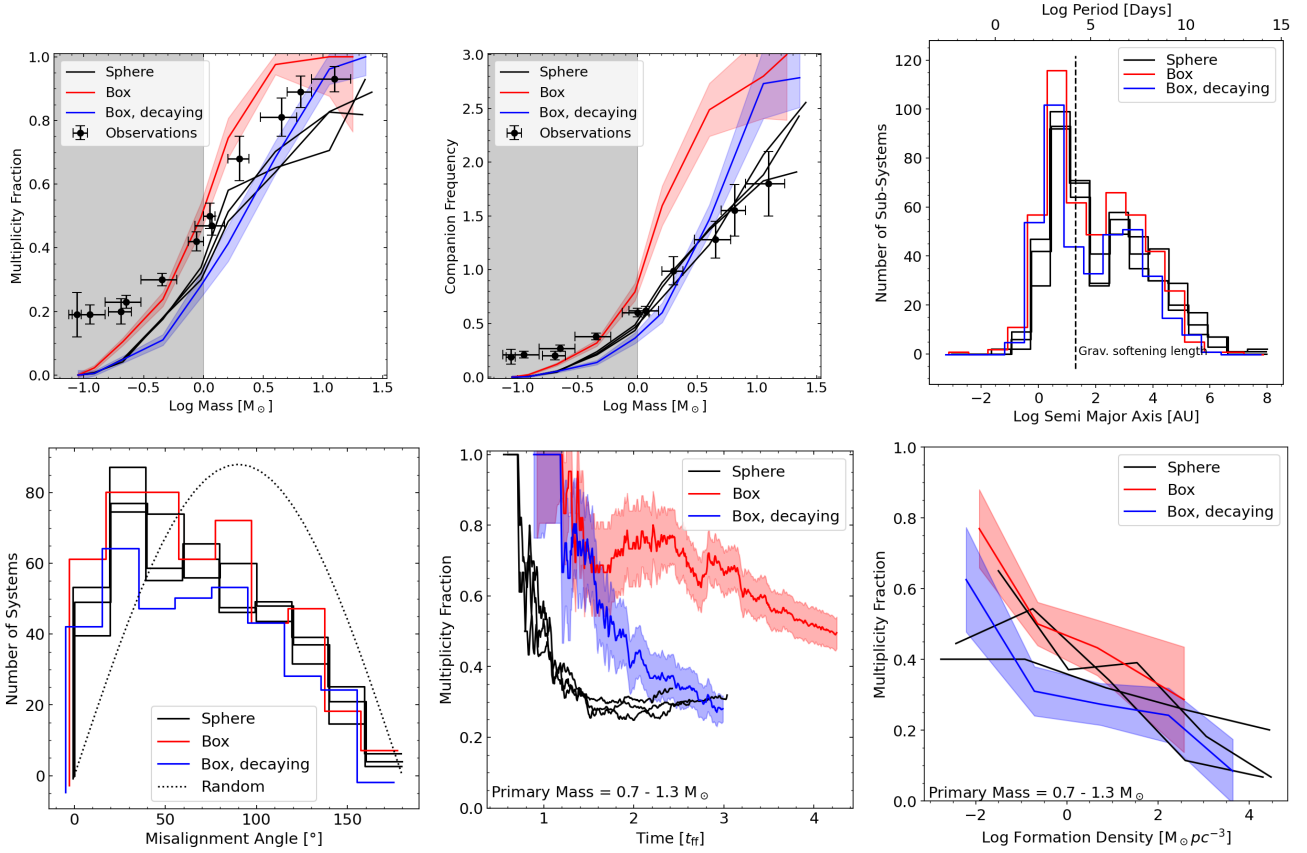 Multiplicity Fraction
1.0
0.8
0.6
0.4
0.2
0.0
Sphere
Box
Box, decaying
Observations
−1.0 −0.5 0.0 0.5 1.0 1.5
Log Mass [M⊙]
Companion Frequency
3.0
2.5
2.0
1.5
1.0
0.5
0.0
Sphere
Box
Box, decaying
Observations
−1.0 −0.5 0.0 0.5 1.0 1.5
Log Mass [M⊙]
Log Period [Days]
0 5 10 15
Number of Sub-Systems
120
100
80
60
40
20
0
Sphere
Box
Box, decaying
Grav. softening length
−2 0 2 4 6 8
Log Semi Major Axis [AU]
Number of Systems
80
60
40
20
0
Sphere
Box
Box, decaying
Random
0 50 100 150
Misalignment Angle [°]
Multiplicity Fraction
1.0
0.8
0.6
0.4
0.2
0.0
Sphere
Box
Box, decaying
Primary Mass = 0.7 - 1.3 M⊙
1 2 3 4
Time [tff]
Multiplicity Fraction
1.0
0.8
0.6
0.4
0.2
0.0
Sphere
Box
Box, decaying
Primary Mass = 0.7 - 1.3 M⊙
−2 0 2 4
Log Formation Density [M⊙pc⁻³]